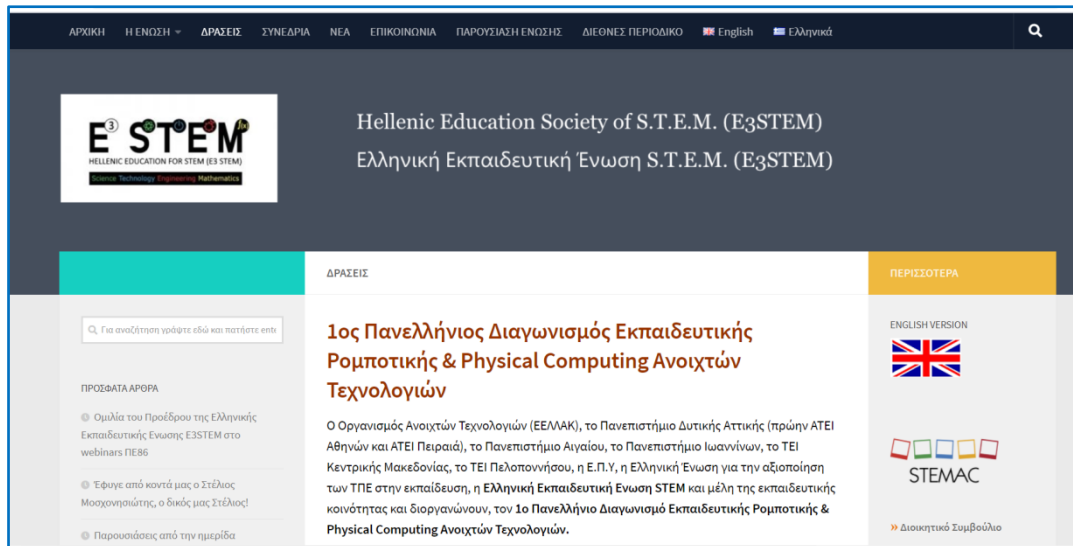 ΑΡΧΙΚΗ Η ΕΝΩΣΗ ΔΡΑΣΕΙΣ ΣΥΝΕΔΡΙΑ ΝΕΑ ΕΠΙΚΟΙΝΩΝΙΑ ΠΑΡΟΥΣΙΑΣΗ ΕΝΩΣΗΣ ΔΙΕΘΝΕΣ ΠΕΡΙΟΔΙΚΟ English Ελληνικά
E3 STEM f(x)
HELLENIC EDUCATION FOR STEM (E3 STEM)
Science Technology Engineering Mathematics
Hellenic Education Society of S.T.E.M. (E3STEM)
Ελληνική Εκπαιδευτική Ένωση S.T.E.M. (E3STEM)
Για αναζήτηση γράψτε εδώ και πατήστε ente
ΠΡΟΣΦΑΤΑ ΑΡΘΡΑ
Ομιλία του Προέδρου της Ελληνικής
Εκπαιδευτικής Ενωσης E3STEM στο
webinars ΠΕ86
Έφυγε από κοντά μας ο Στέλιος
Μοσχονησιώτης, ο δικός μας Στέλιος!
Παρουσιάσεις από την ημερίδα
ΔΡΑΣΕΙΣ
1ος Πανελλήνιος Διαγωνισμός Εκπαιδευτικής
Ρομποτικής & Physical Computing Ανοιχτών
Τεχνολογιών
Ο Οργανισμός Ανοιχτών Τεχνολογιών (ΕΕΛΛΑΚ), το Πανεπιστήμιο Δυτικής Αττικής (πρώην ΑΤΕΙ
Αθηνών και ΑΤΕΙ Πειραιά), το Πανεπιστήμιο Αιγαίου, το Πανεπιστήμιο Ιωαννίνων, το ΤΕΙ
Κεντρικής Μακεδονίας, το ΤΕΙ Πελοποννήσου, η Ε.Π.Υ, η Ελληνική Ένωση για την αξιοποίηση
των ΤΠΕ στην εκπαίδευση, η Ελληνική Εκπαιδευτική Ενωση STEM και μέλη της εκπαιδευτικής
κοινότητας και διοργανώνουν, τον 1ο Πανελλήνιο Διαγωνισμό Εκπαιδευτικής Ρομποτικής &
Physical Computing Ανοιχτών Τεχνολογιών.
ΠΕΡΙΣΣΟΤΕΡΑ
ENGLISH VERSION
STEMAC
» Διοικητικό Συμβούλιο